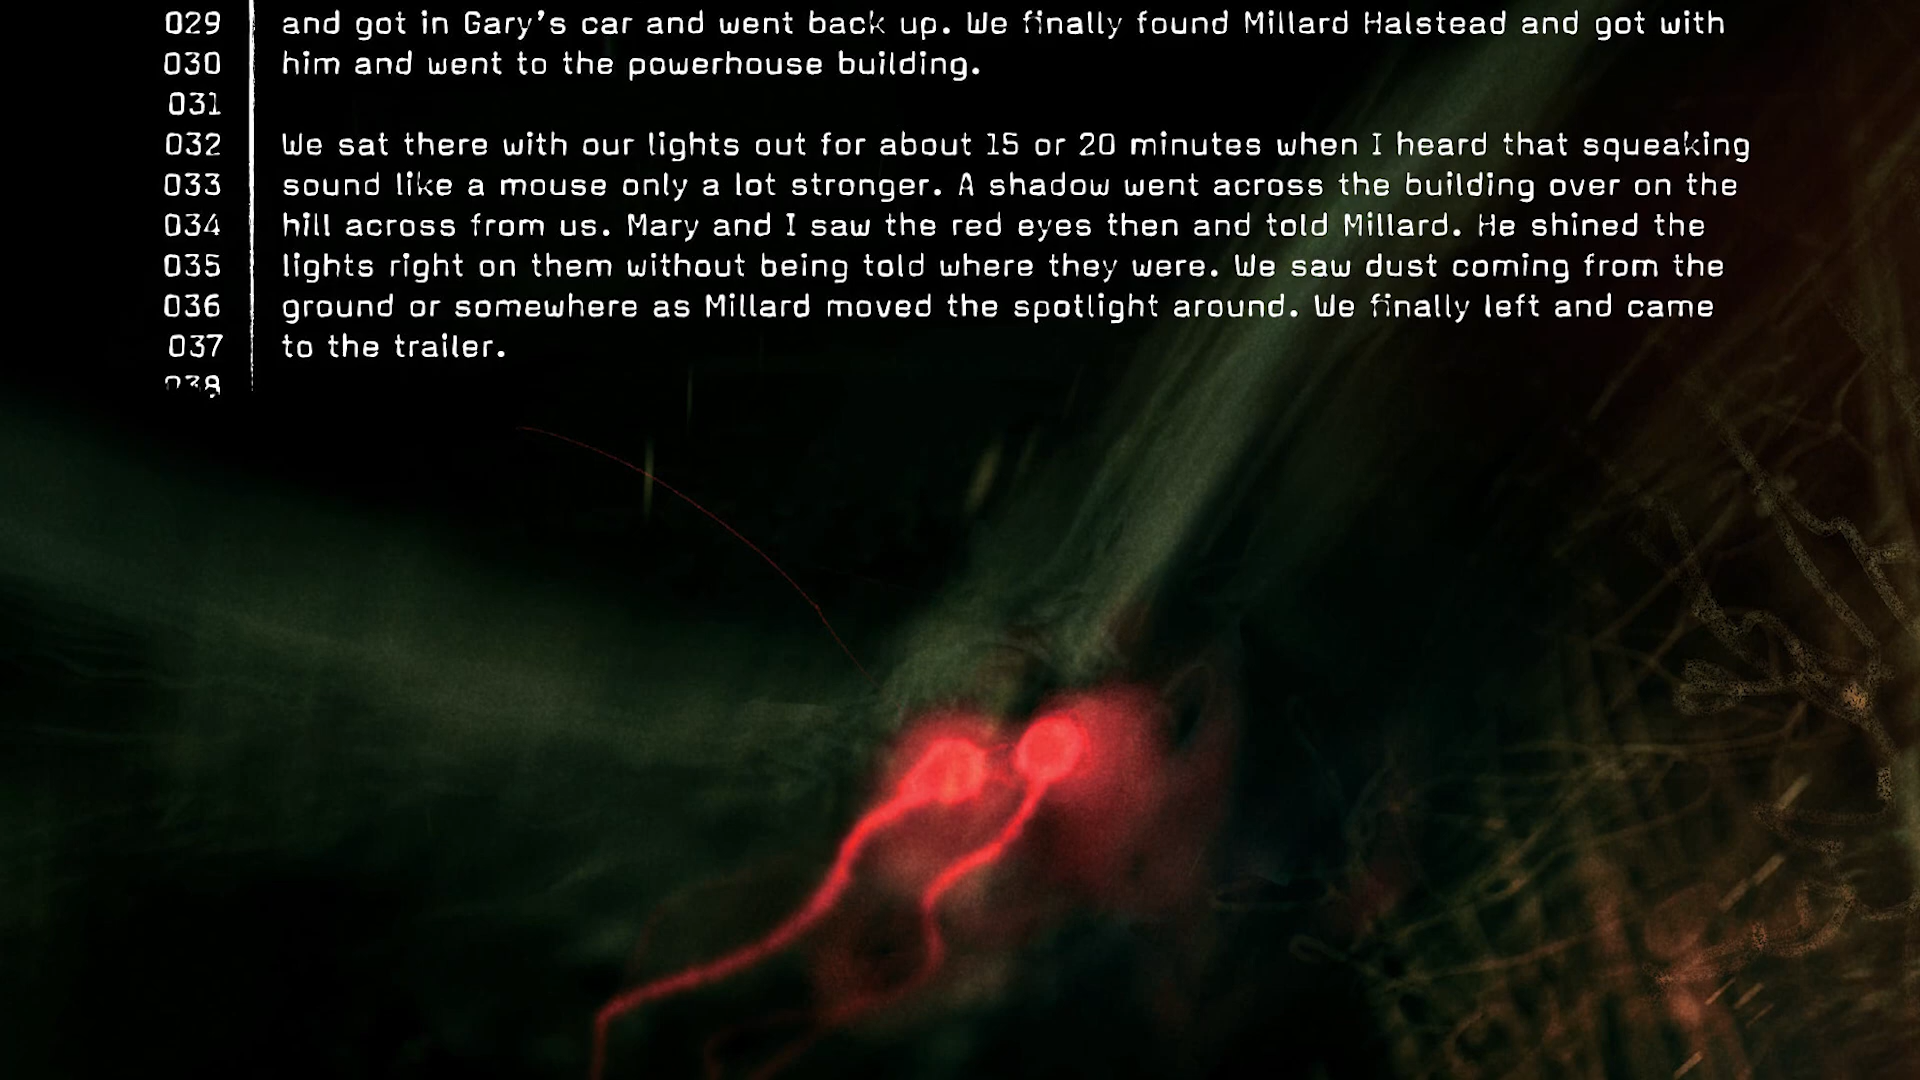 029 and got in Gary's car and went back up. We finally found Millard Halstead and got with
030 him and went to the powerhouse building.
031
032 We sat there with our lights out for about 15 or 20 minutes when I heard that squeaking
033 sound like a mouse only a lot stronger. A shadow went across the building over on the
034 hill across from us. Mary and I saw the red eyes then and told Millard. He shined the
035 lights right on them without being told where they were. We saw dust coming from the
036 ground or somewhere as Millard moved the spotlight around. We finally left and came
037 to the trailer.
038